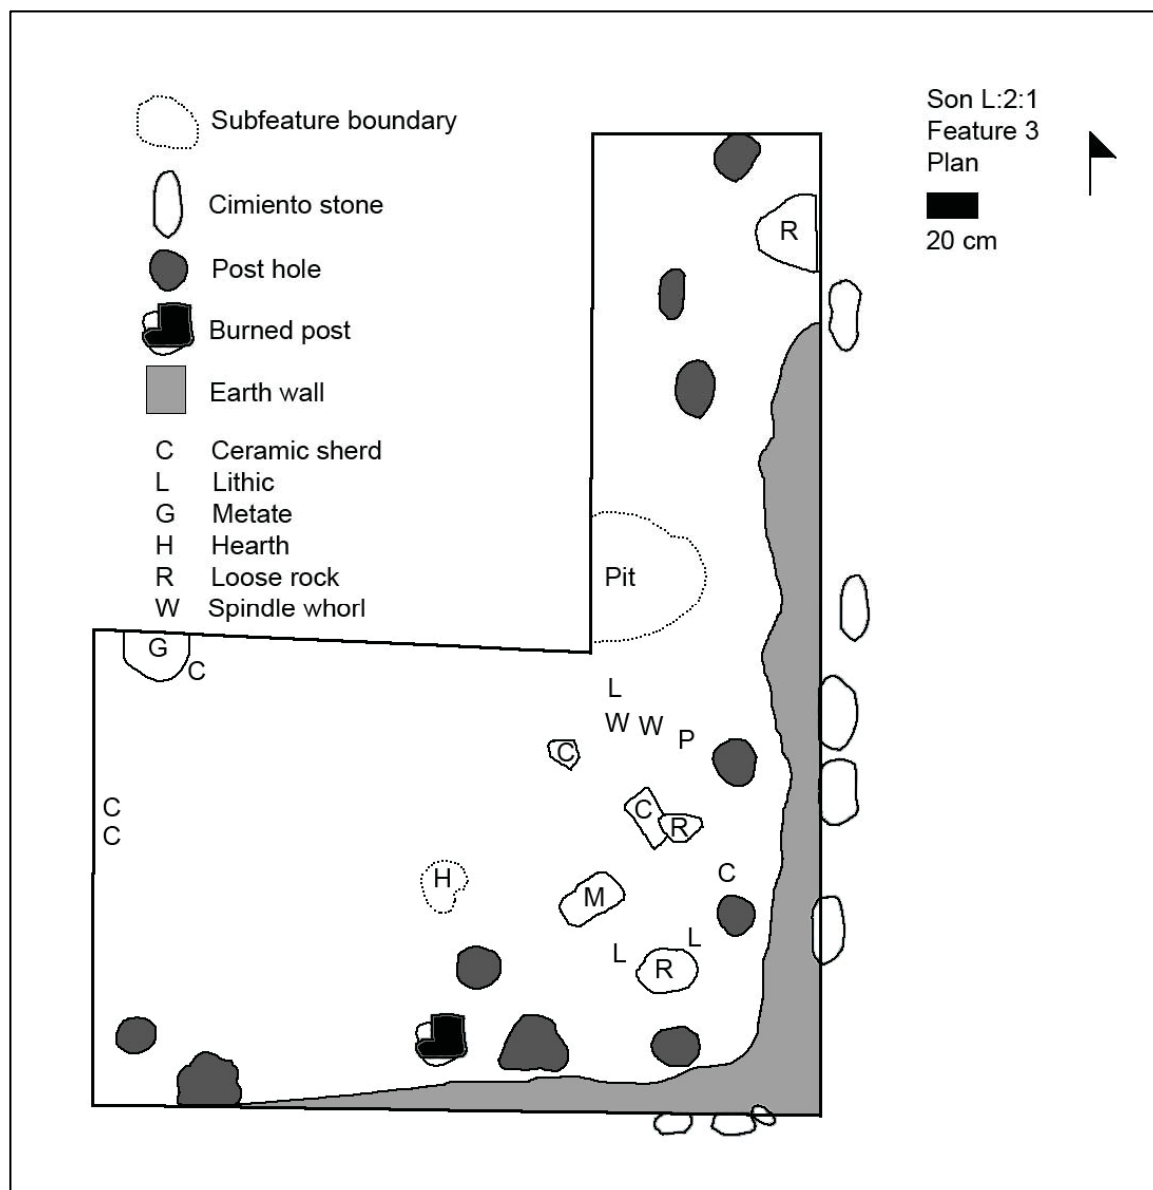 Son L:2:1
Feature 3
Plan
20 cm
Subfeature boundary
Cimiento stone
Post hole
Burned post
Earth wall
C Ceramic sherd
L Lithic
G Metate
H Hearth
R Loose rock
W Spindle whorl
R
Pit
G
C
L
W W P
C
C
C
C R
H
M
C
L
L
R